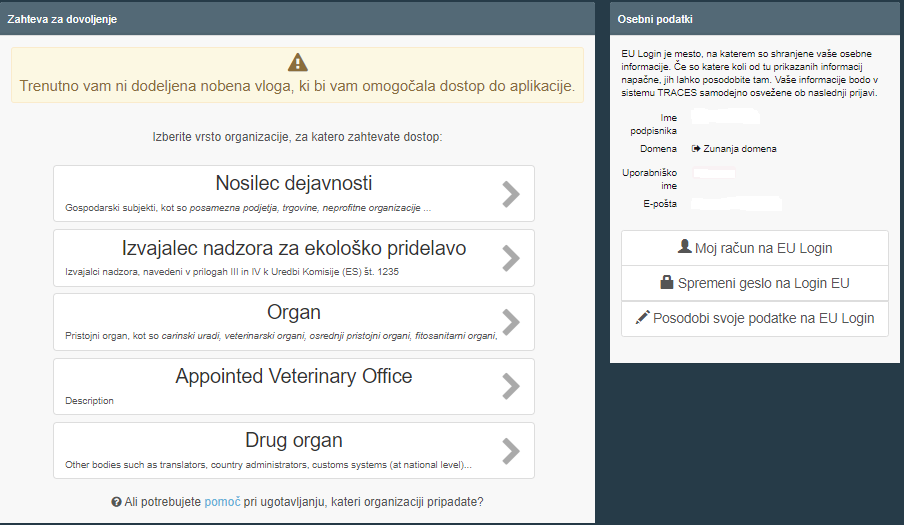 Zahteva za dovoljenje
Trenutno vam ni dodeljena nobena vloga, ki bi vam omogočala dostop do aplikacije.
Izberite vrsto organizacije, za katero zahtevate dostop:
Nosilec dejavnosti
Gospodarski subjekti, kot so posamezna podjetja, trgovine, neprofitne organizacije ...
Izvajalec nadzora za ekološko pridelavo
Izvajalci nadzora, navedeni v prilogah III in IV k Uredbi Komisije (ES) št. 1235
Organ
Pristojni organ, kot so carinski uradi, veterinarski organi, osrednji pristojni organi, fitosanitarni organi,
Appointed Veterinary Office
Description
Drug organ
Other bodies such as translators, country administrators, customs systems (at national level)...
Ali potrebujete pomoč pri ugotavljanju, kateri organizaciji pripadate?
Osebni podatki
EU Login je mesto, na katerem so shranjene vaše osebne
informacije. Če so katere koli od tu prikazanih informacij
napačne, jih lahko posodobite tam. Vaše informacije bodo v
sistemu TRACES samodejno osvežene ob naslednji prijavi.
Ime
podpisnika
Domena Zunanja domena
Uporabniško
ime
E-pošta
Moj račun na EU Login
Spremeni geslo na Login EU
Posodobi svoje podatke na EU Login